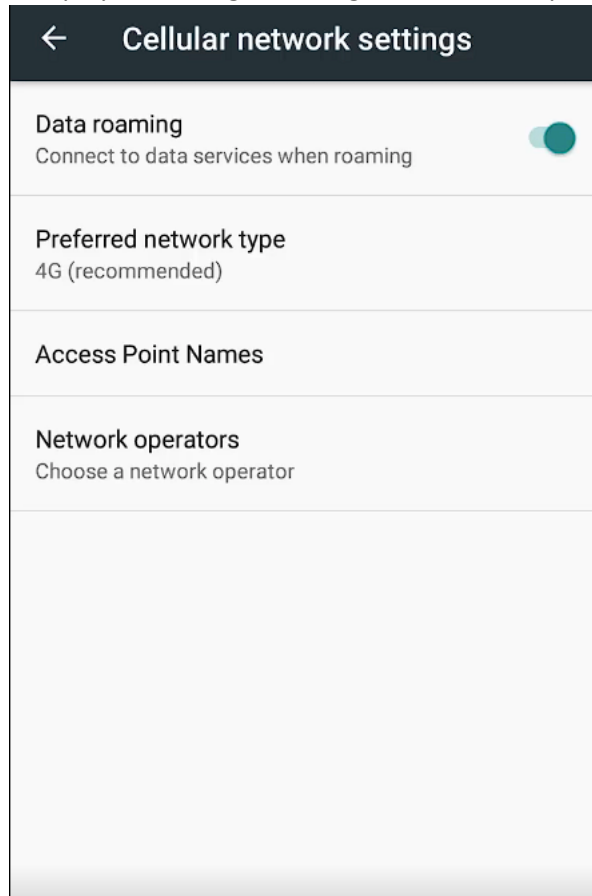 Cellular network settings
Data roaming
Connect to data services when roaming
Preferred network type
4G (recommended)
Access Point Names
Network operators
Choose a network operator